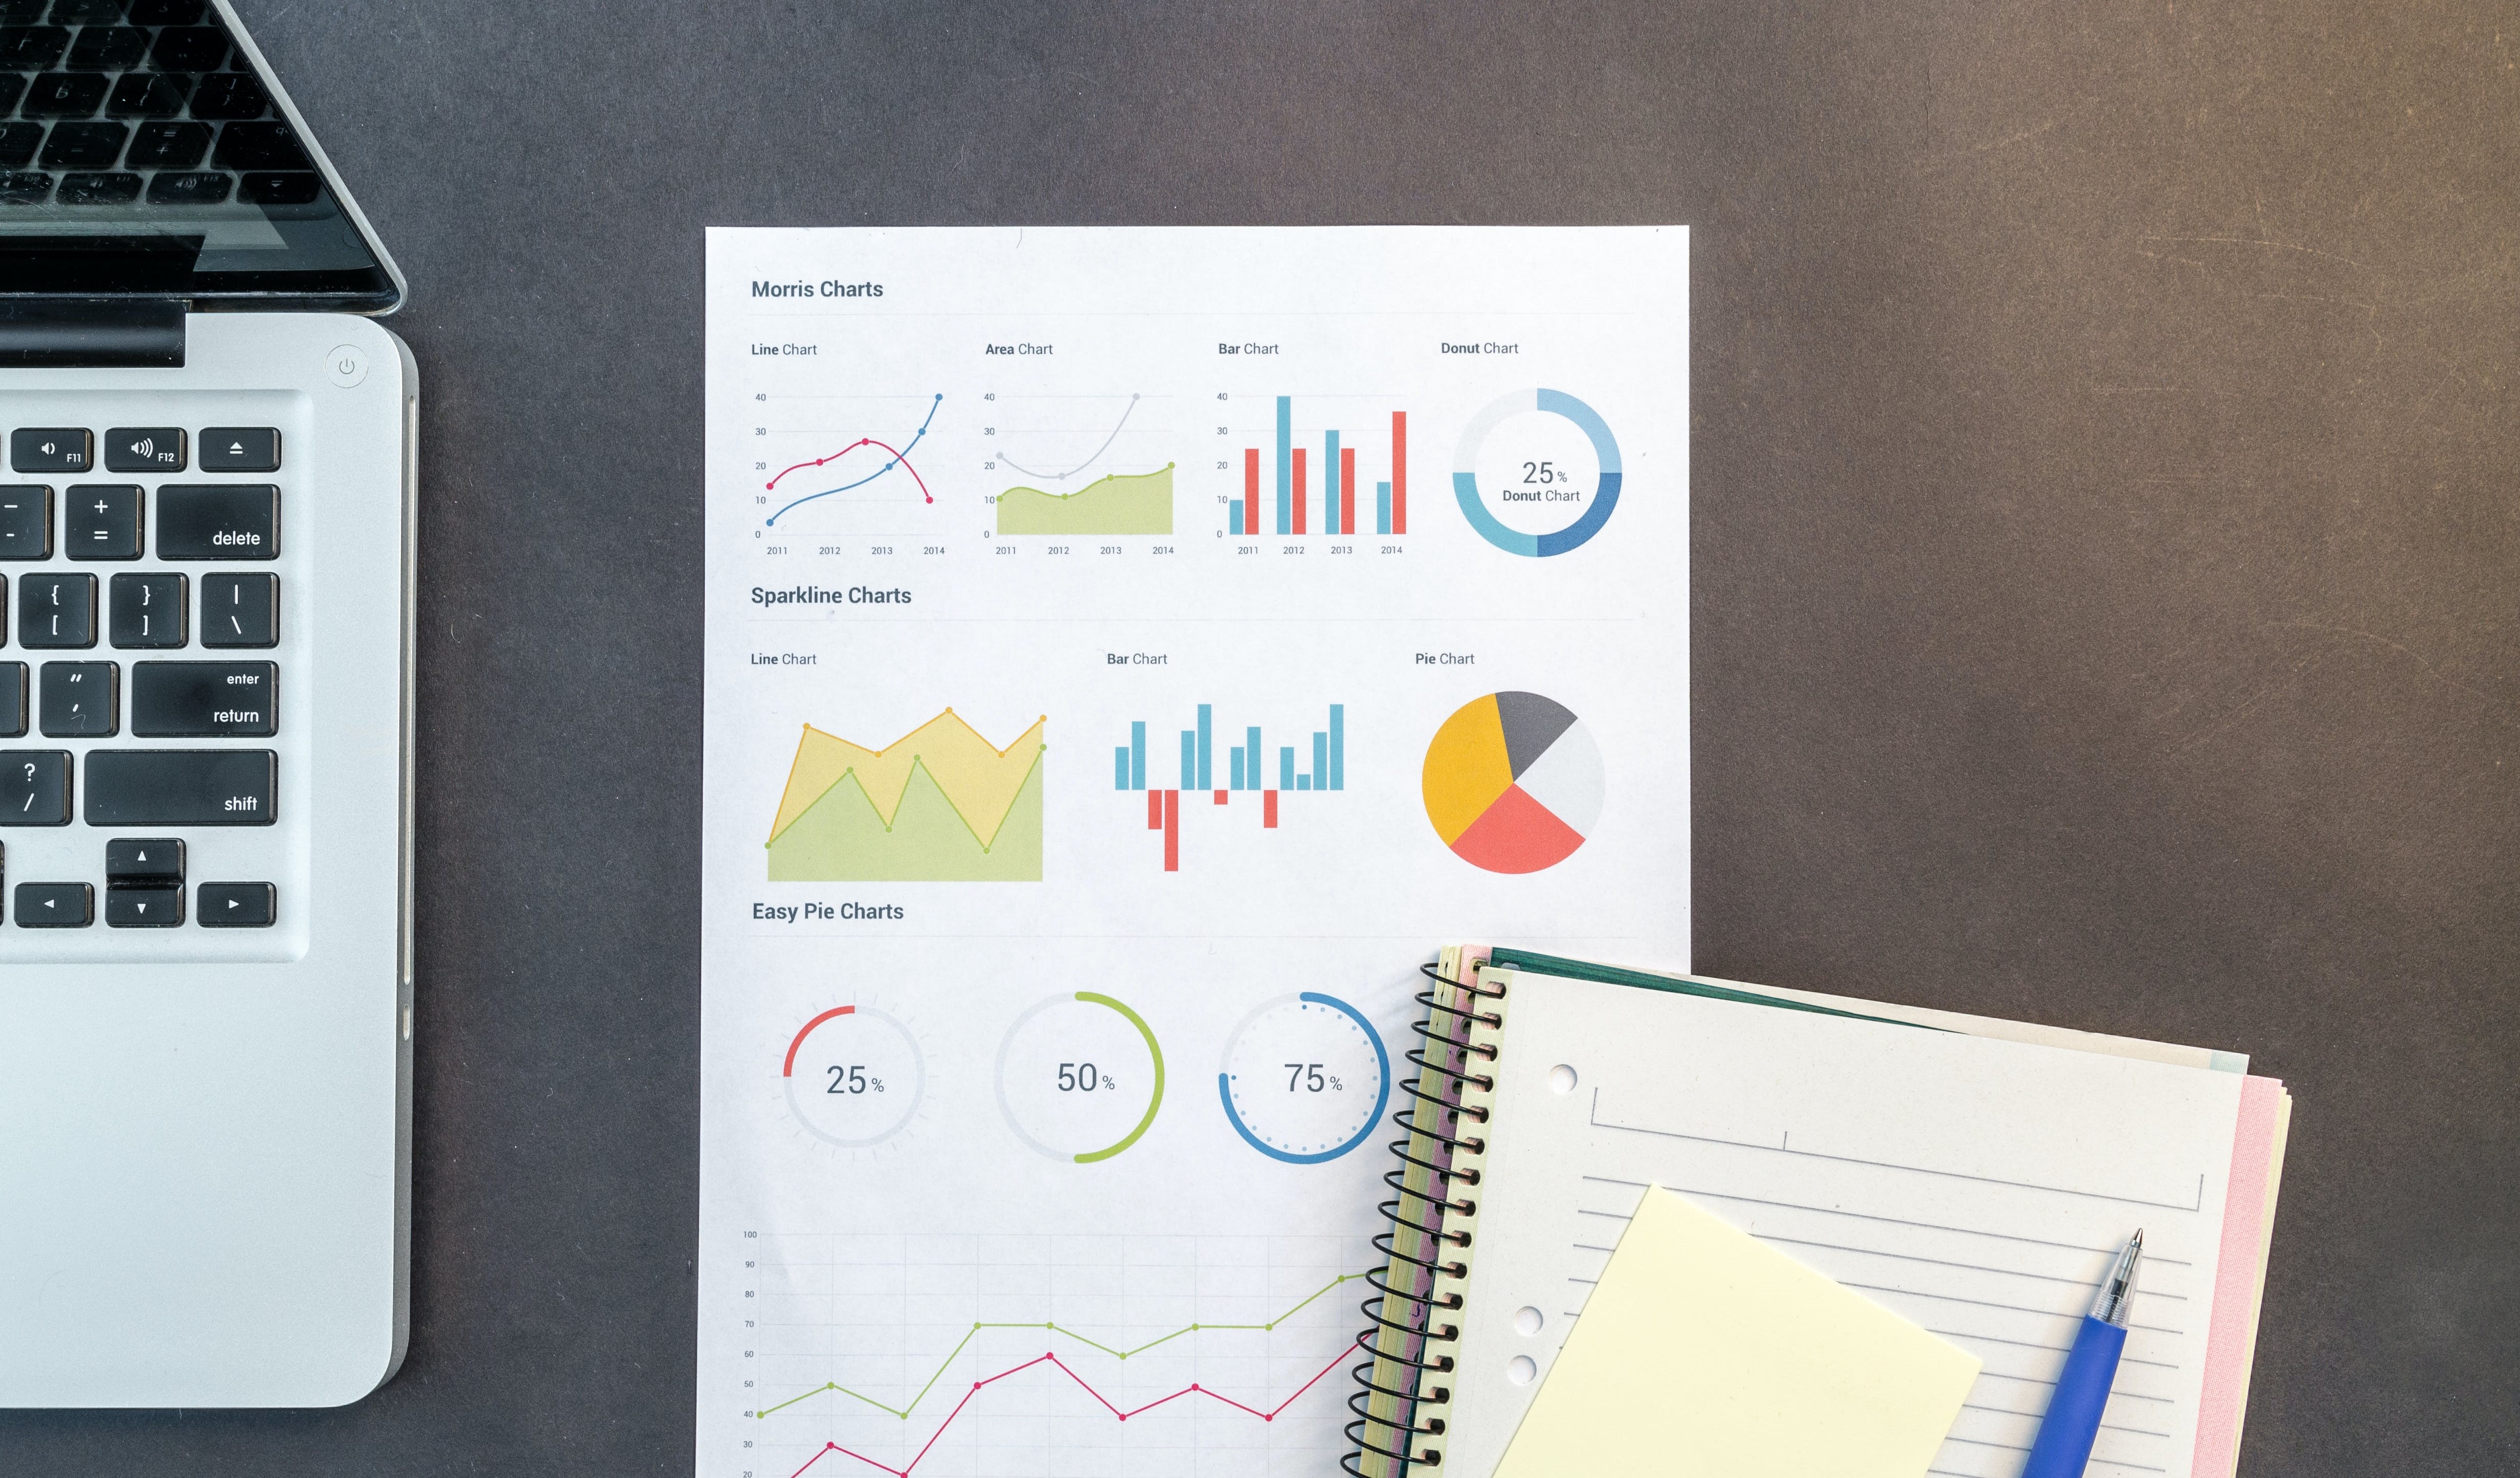 F11
F12
delete
enter
return
shift
+
=
{
[
}
]
|
\
"
'
?
/
Morris Charts
Line Chart
Area Chart
Bar Chart
Donut Chart
40
30
20
10
0
2011 2012 2013 2014
40
30
20
10
0
2011 2012 2013 2014
40
30
20
10
0
2011 2012 2013 2014
25 %
Donut Chart
Sparkline Charts
Line Chart
Bar Chart
Pie Chart
Easy Pie Charts
25 %
50 %
75 %
100
90
80
70
60
50
40
30
20